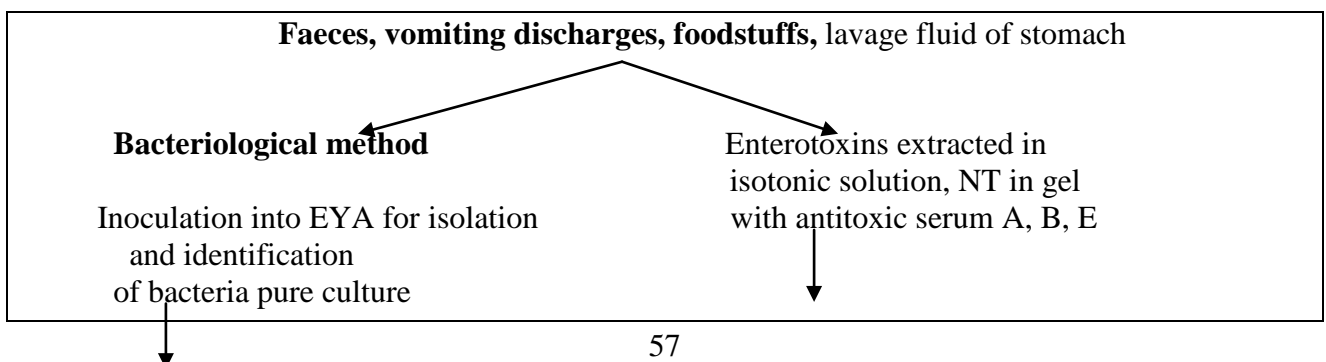 Faeces, vomiting discharges, foodstuffs, lavage fluid of stomach
Bacteriological method
Inoculation into EYA for isolation
and identification
of bacteria pure culture
Enterotoxins extracted in
isotonic solution, NT in gel
with antitoxic serum A, B, E
57